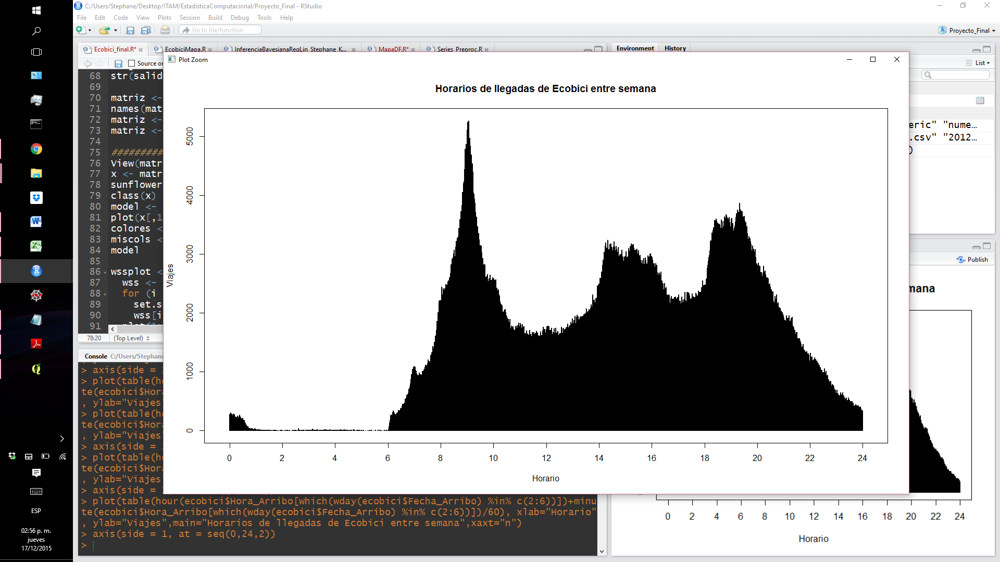 C:/Users/Stephane/Desktop/ITAM/EstadisticaComputacional/Proyecto_Final - RStudio
File Edit Code View Plots Session Build Debug Tools Help
Go to file/function
Proyecto_Final
Ecobici_final.R* EcobiciMapa.R InferenciaBayesianaRegLin_Stephane_K... MapaDF.R* Series_Preproc.R
Environment History
Source
List
Plot Zoom
68 str(salid
69
70 matriz <-
71 names(mat
72 matriz <-
73 matriz <-
74
75 #########
76 View(matr
77 x <- matr
78 sunflower
79 class(x)
80 model <-
81 plot(x[,1
82 colores <
83 miscols <
84 model
85
86 wssplot <
87 wss <-
88 for (i
89 set.s
90 wss[i
91
78:20 (Top Level)
eric" "nume...
.csv" "2012...
)
Horarios de llegadas de Ecobici entre semana
Viajes
5000
4000
3000
2000
1000
0
0 2 4 6 8 10 12 14 16 18 20 22 24
Horario
Publish
mana
0 2 4 6 8 10 12 14 16 18 20 22 24
Horario
Console C:/Users/Stephane
> axis(side =
> plot(table(h
te(ecobici$Hor
, ylab="Viajes
> plot(table(h
te(ecobici$Hor
, ylab="Viajes
> axis(side =
> plot(table(h
te(ecobici$Hor
, ylab="Viajes
> axis(side =
> plot(table(hour(ecobici$Hora_Arribo[which(wday(ecobici$Fecha_Arribo) %in% c(2:6))])+minu
te(ecobici$Hora_Arribo[which(wday(ecobici$Fecha_Arribo) %in% c(2:6))])/60), xlab="Horario"
, ylab="Viajes",main="Horarios de llegadas de Ecobici entre semana",xaxt="n")
> axis(side = 1, at = seq(0,24,2))
>
ESP
02:56 p. m.
jueves
17/12/2015